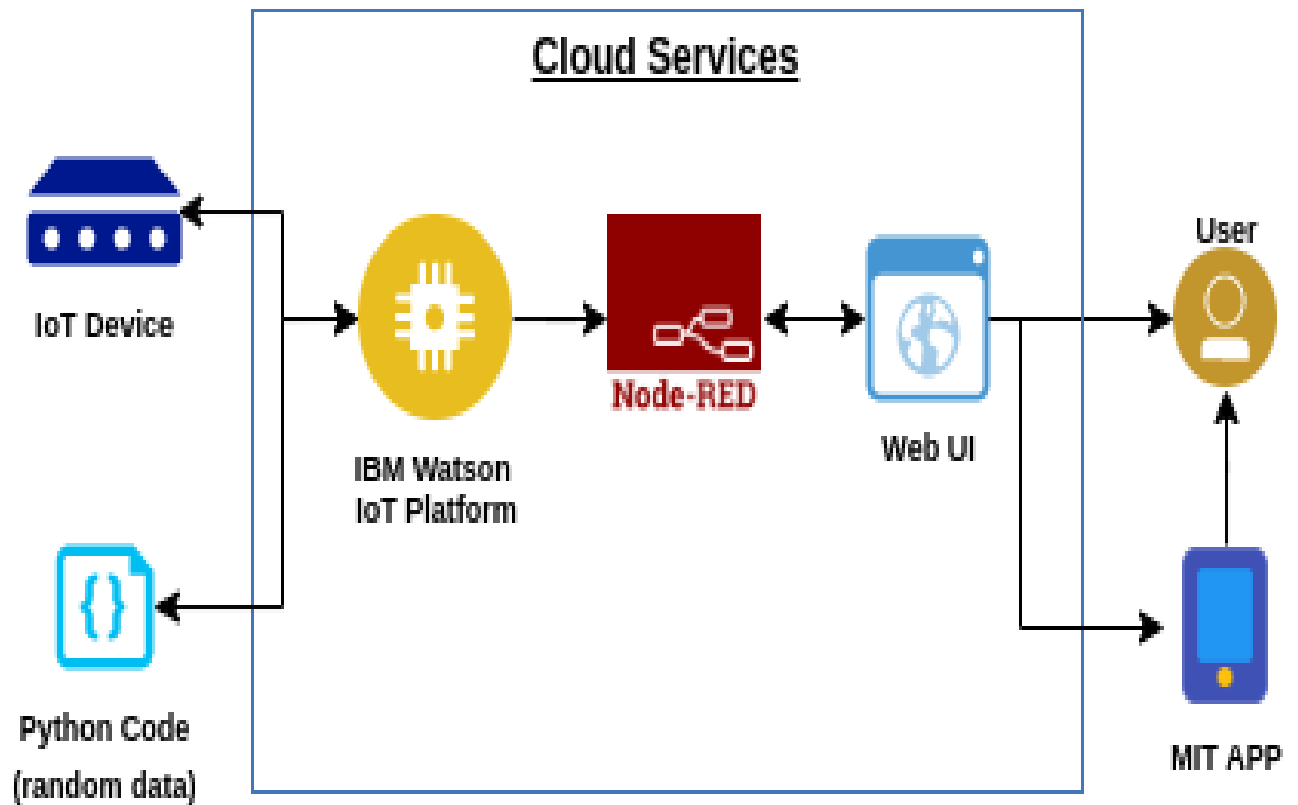 Cloud Services
IoT Device
User
Node-RED
Web UI
IBM Watson
IoT Platform
Python Code
(random data)
MIT APP